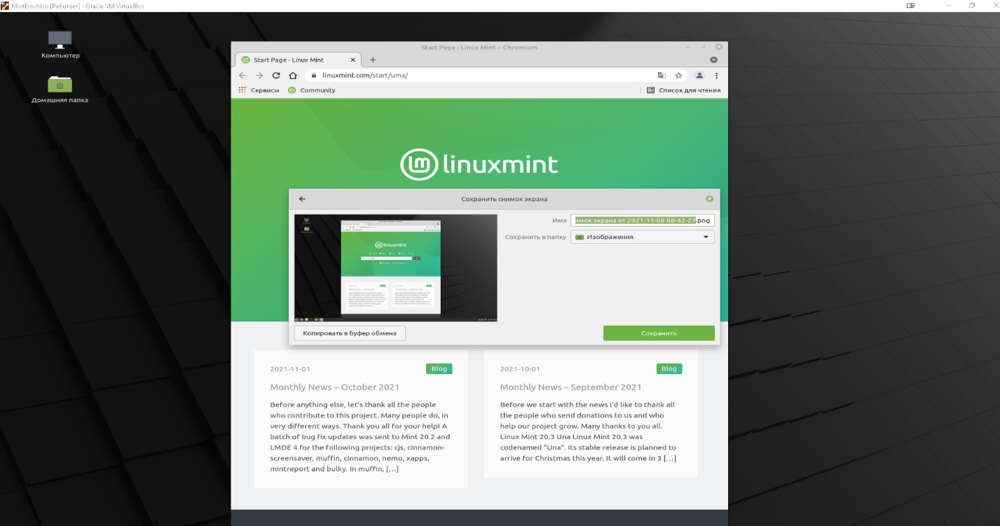 MintEroshkin [Работает] - Oracle VM VirtualBox
Компьютер
Домашняя папка
Start Page - Linux Mint – Chromium
Start Page - Linux Mint
linuxmint.com/start/uma/
Сервисы
Community
Список для чтения
linuxmint
Сохранить снимок экрана
Имя
имок экрана от 2021-11-08 08-42-27.png
Сохранить в папку
Изображения
linuxmint
Копировать в буфер обмена
Сохранить
2021-11-01
Blog
Monthly News – October 2021
Before anything else, let's thank all the people
who contribute to this project. Many people do, in
very different ways. Thank you all for your help! A
batch of bug fix updates was sent to Mint 20.2 and
LMDE 4 for the following projects: cjs, cinnamon-
screensaver, muffin, cinnamon, nemo, xapps,
mintreport and bulky. In muffin, […]
2021-10-01
Blog
Monthly News – September 2021
Before we start with the news I'd like to thank all
the people who send donations to us and who
help our project grow. Many thanks to you all.
Linux Mint 20.3 Una Linux Mint 20.3 was
codenamed “Una”. Its stable release is planned to
arrive for Christmas this year. It will come in 3 […]